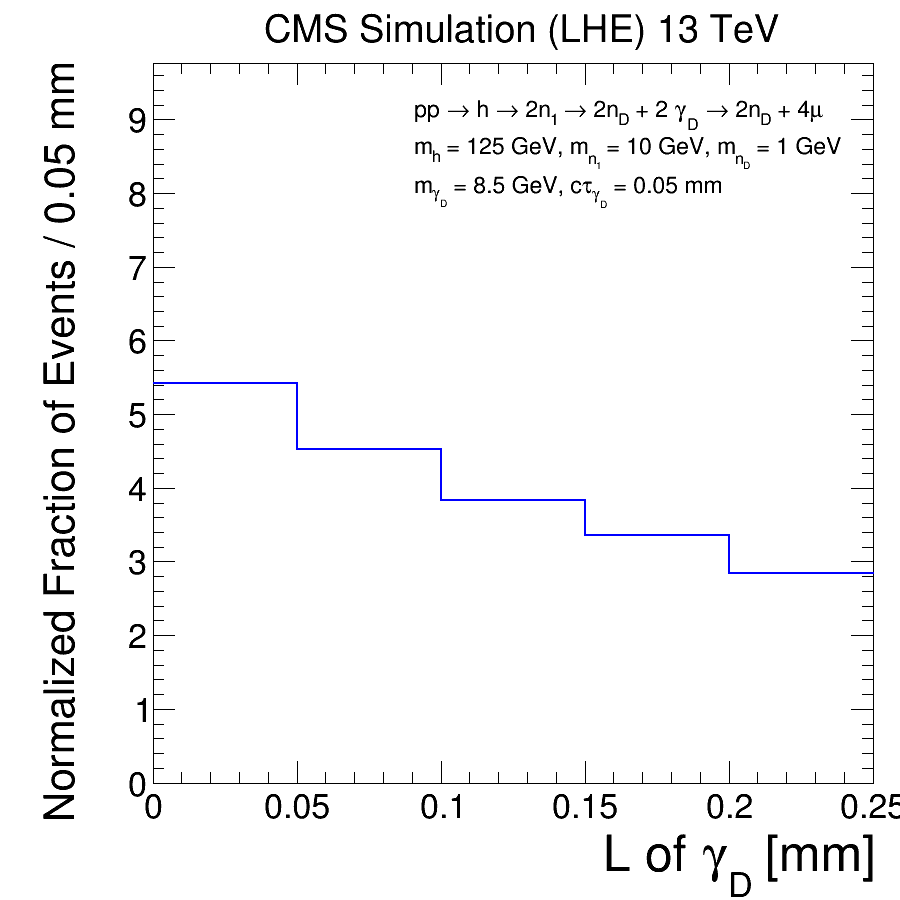 CMS Simulation (LHE) 13 TeV
pp → h → 2n1 → 2nD + 2 γD → 2nD + 4μ
mh = 125 GeV, mn1 = 10 GeV, mnD = 1 GeV
mγD = 8.5 GeV, cτγD = 0.05 mm
Normalized Fraction of Events / 0.05 mm
9
8
7
6
5
4
3
2
1
0
0 0.05 0.1 0.15 0.2 0.25
L of γD [mm]